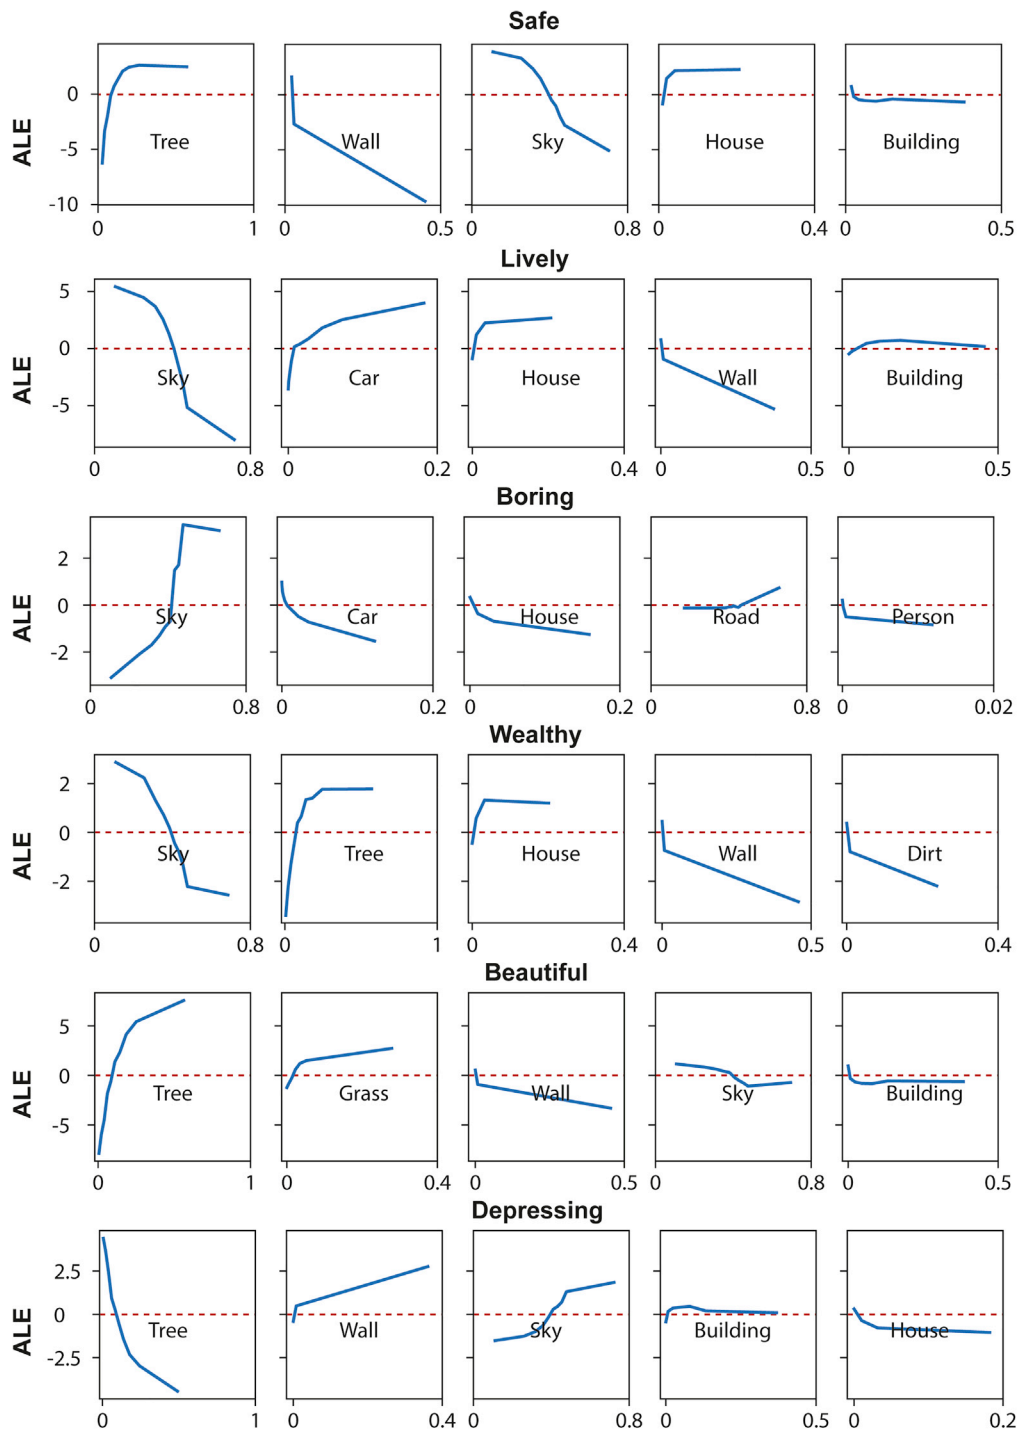 Safe
ALE
0
-5
-10
Tree
Wall
Sky
House
Building
0 1 0 0.5 0 0.8 0 0.4 0 0.5
Lively
ALE
5
0
-5
Sky
Car
House
Wall
Building
0 0.8 0 0.2 0 0.4 0 0.5 0 0.5
Boring
ALE
2
0
-2
Sky
Car
House
Road
Person
0 0.8 0 0.2 0 0.2 0 0.8 0 0.02
Wealthy
ALE
2
0
-2
Sky
Tree
House
Wall
Dirt
0 0.8 0 1 0 0.4 0 0.5 0 0.4
Beautiful
ALE
5
0
-5
Tree
Grass
Wall
Sky
Building
0 1 0 0.4 0 0.5 0 0.8 0 0.5
Depressing
ALE
2.5
0
-2.5
Tree
Wall
Sky
Building
House
0 1 0 0.4 0 0.8 0 0.5 0 0.2